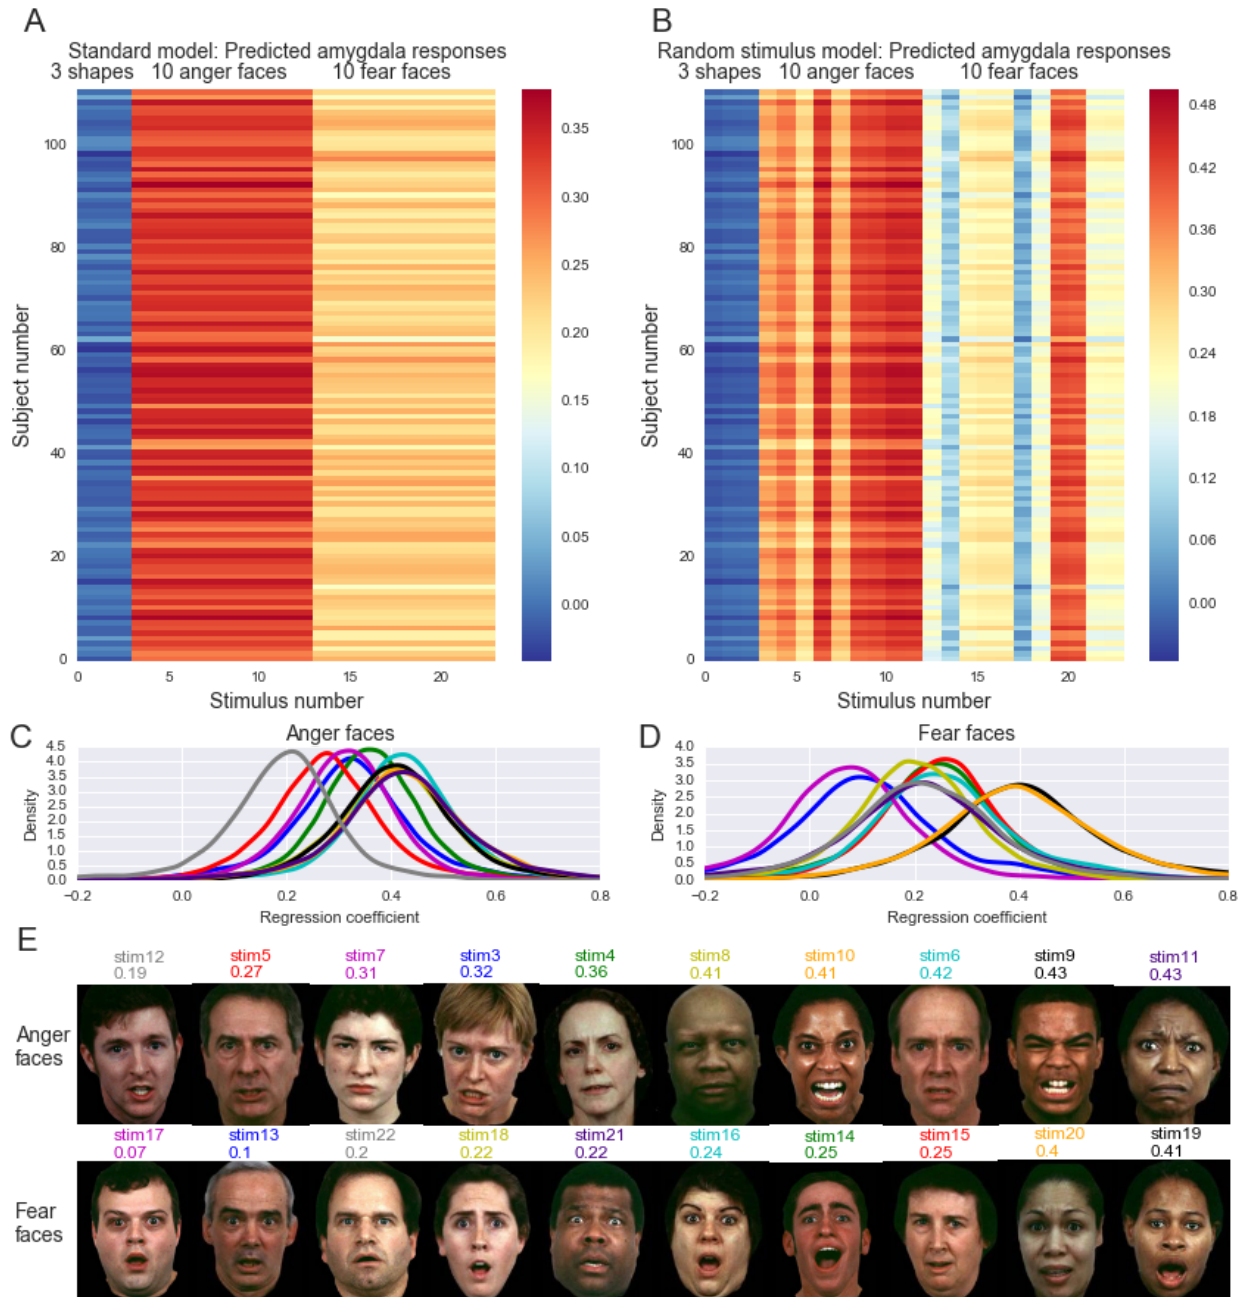 A
Standard model: Predicted amygdala responses
3 shapes 10 anger faces 10 fear faces
0.35
0.30
0.25
0.20
0.15
0.10
0.05
0.00
100
80
60
40
20
0
Subject number
0 5 10 15 20
Stimulus number
B
Random stimulus model: Predicted amygdala responses
3 shapes 10 anger faces 10 fear faces
0.48
0.42
0.36
0.30
0.24
0.18
0.12
0.06
0.00
100
80
60
40
20
0
Subject number
0 5 10 15 20
Stimulus number
C
Anger faces
4.5
4.0
3.5
3.0
2.5
2.0
1.5
1.0
0.5
0.0
Density
−0.2 0.0 0.2 0.4 0.6 0.8
Regression coefficient
D
Fear faces
4.0
3.5
3.0
2.5
2.0
1.5
1.0
0.5
0.0
Density
−0.2 0.0 0.2 0.4 0.6 0.8
Regression coefficient
E
stim12 stim5 stim7 stim3 stim4 stim8 stim10 stim6 stim9 stim11
0.19 0.27 0.31 0.32 0.36 0.41 0.41 0.42 0.43 0.43
Anger
faces
stim17 stim13 stim22 stim18 stim21 stim16 stim14 stim15 stim20 stim19
0.07 0.1 0.2 0.22 0.22 0.24 0.25 0.25 0.4 0.41
Fear
faces